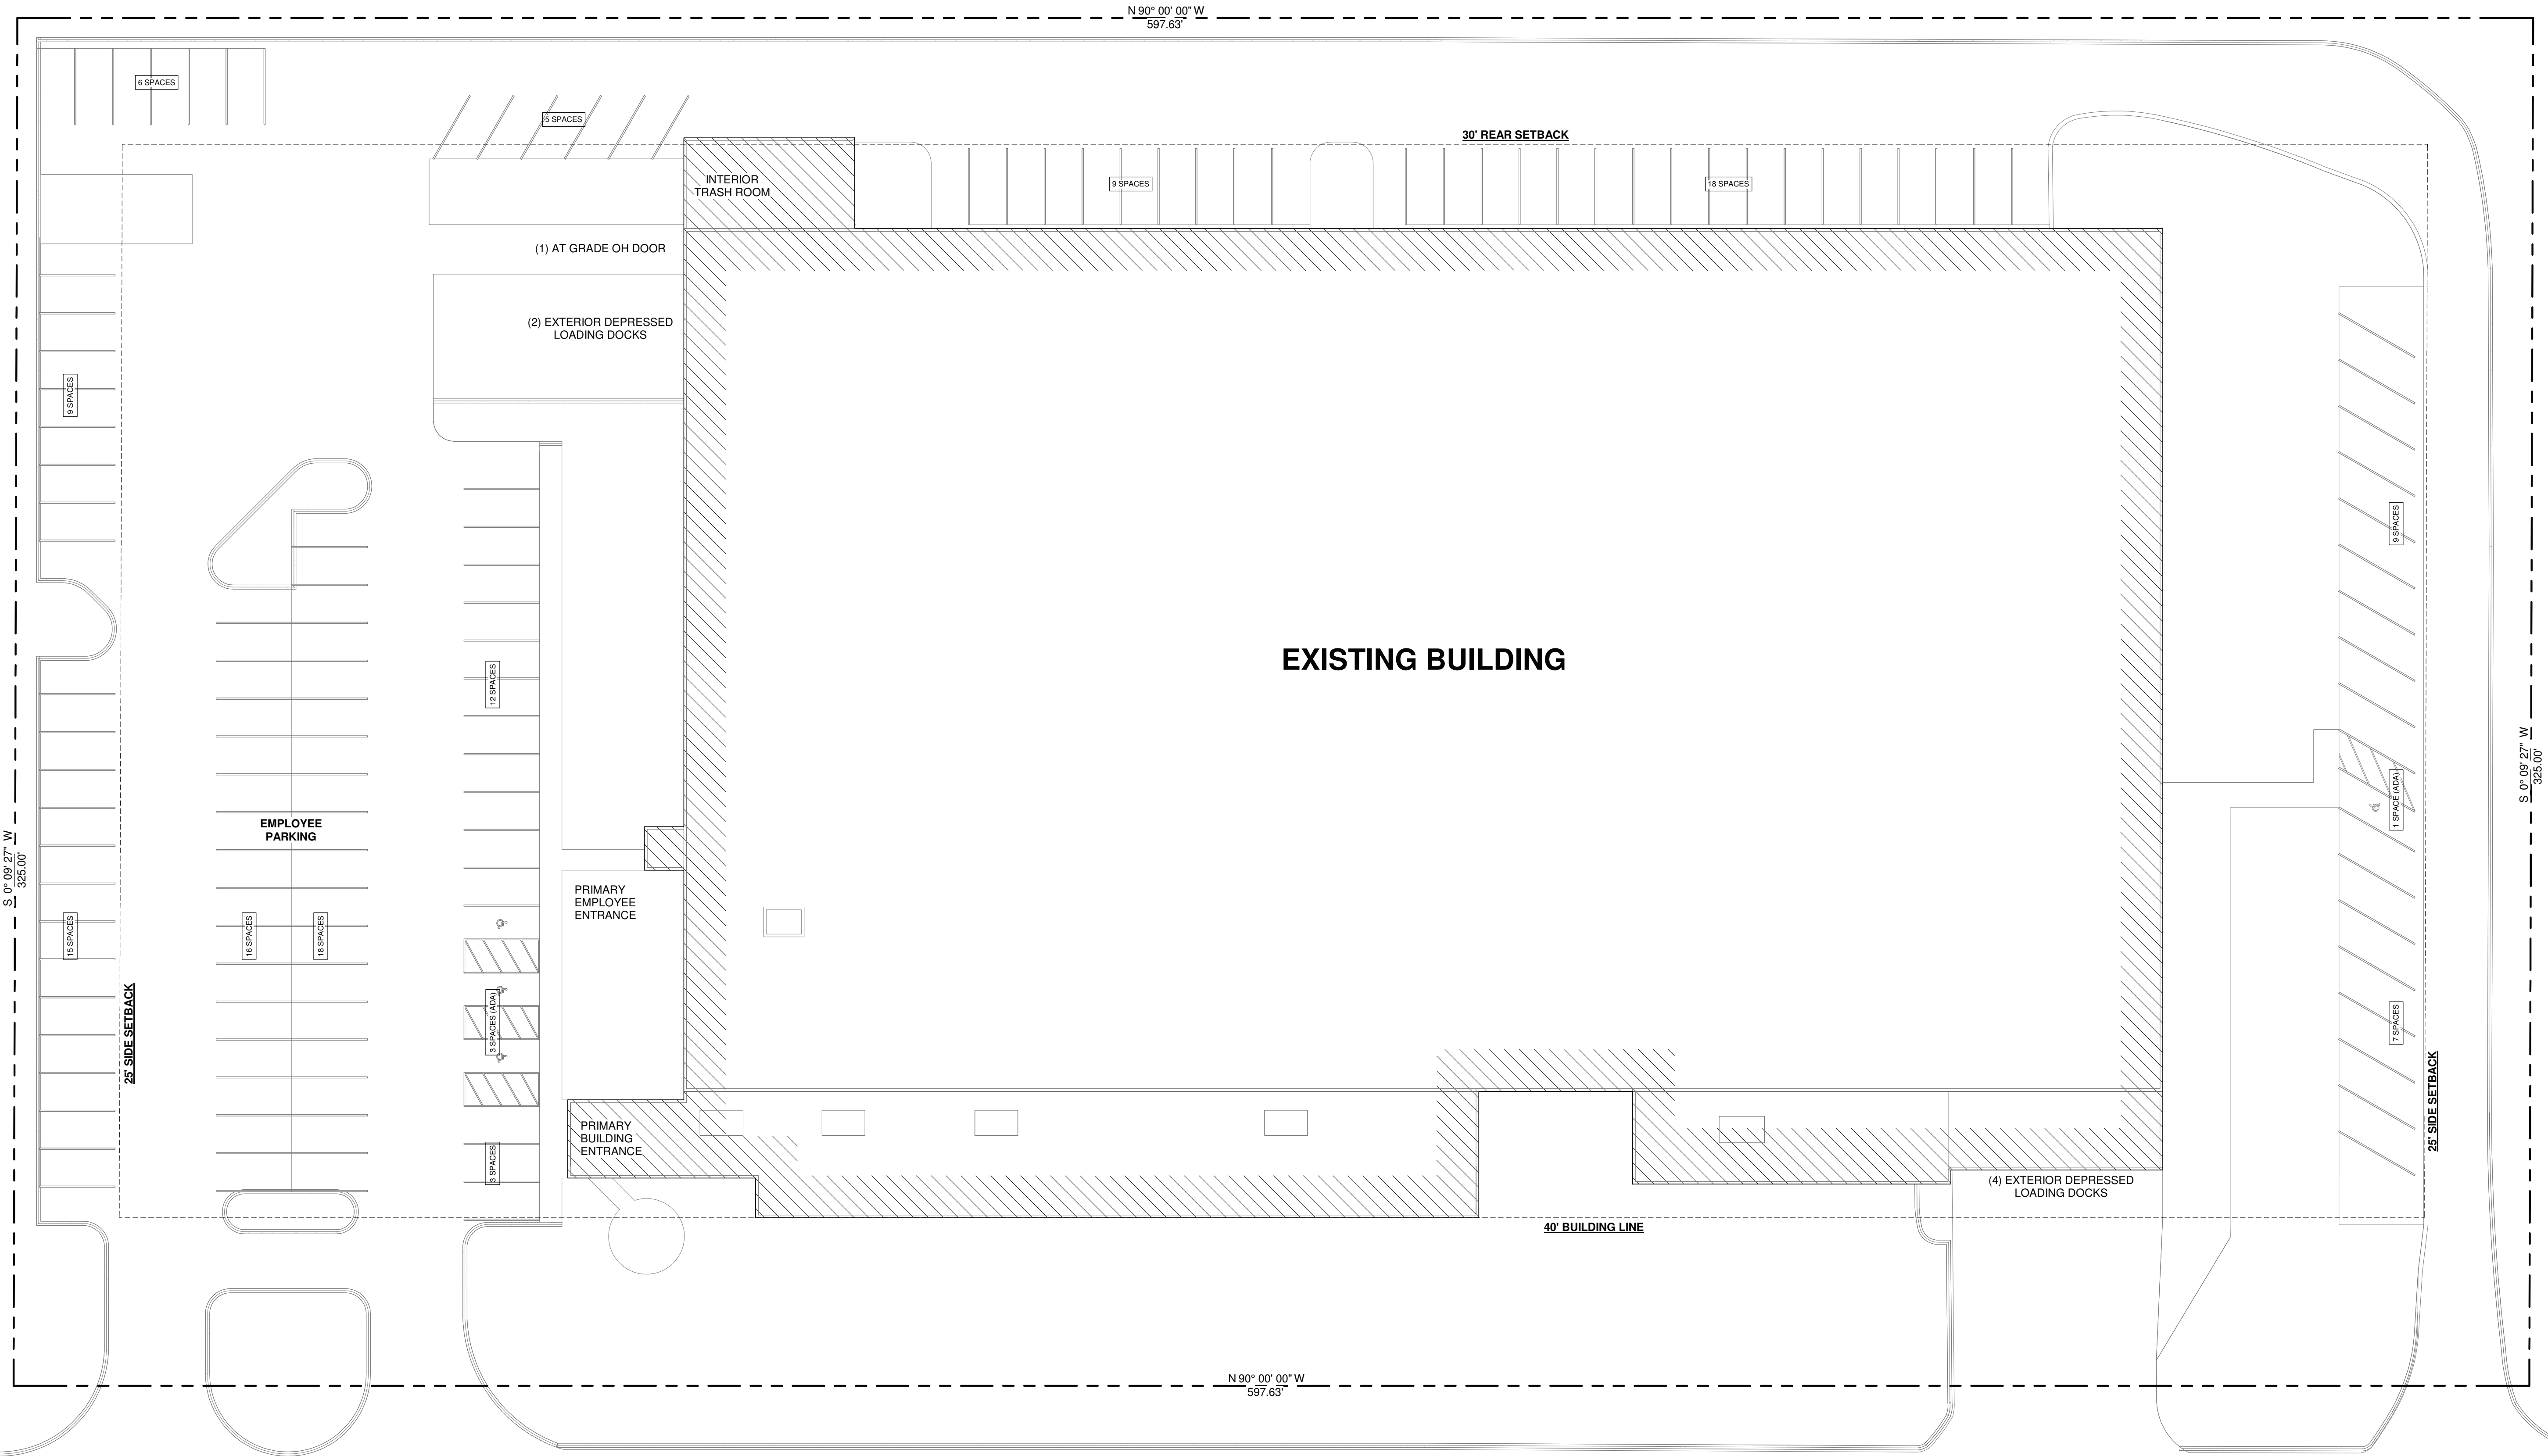 N 90° 00' 00" W
597.63'
6 SPACES
5 SPACES
30' REAR SETBACK
INTERIOR
TRASH ROOM
9 SPACES
18 SPACES
(1) AT GRADE OH DOOR
(2) EXTERIOR DEPRESSED
LOADING DOCKS
9 SPACES
9 SPACES
EXISTING BUILDING
12 SPACES
S 0° 09' 27" W
325.00'
1 SPACE (ADA)
EMPLOYEE
PARKING
S 0° 09' 27" W
325.00'
PRIMARY
EMPLOYEE
ENTRANCE
15 SPACES
16 SPACES
18 SPACES
25' SIDE SETBACK
3 SPACES (ADA)
7 SPACES
25' SIDE SETBACK
PRIMARY
BUILDING
ENTRANCE
3 SPACES
(4) EXTERIOR DEPRESSED
LOADING DOCKS
40' BUILDING LINE
N 90° 00' 00" W
597.63'